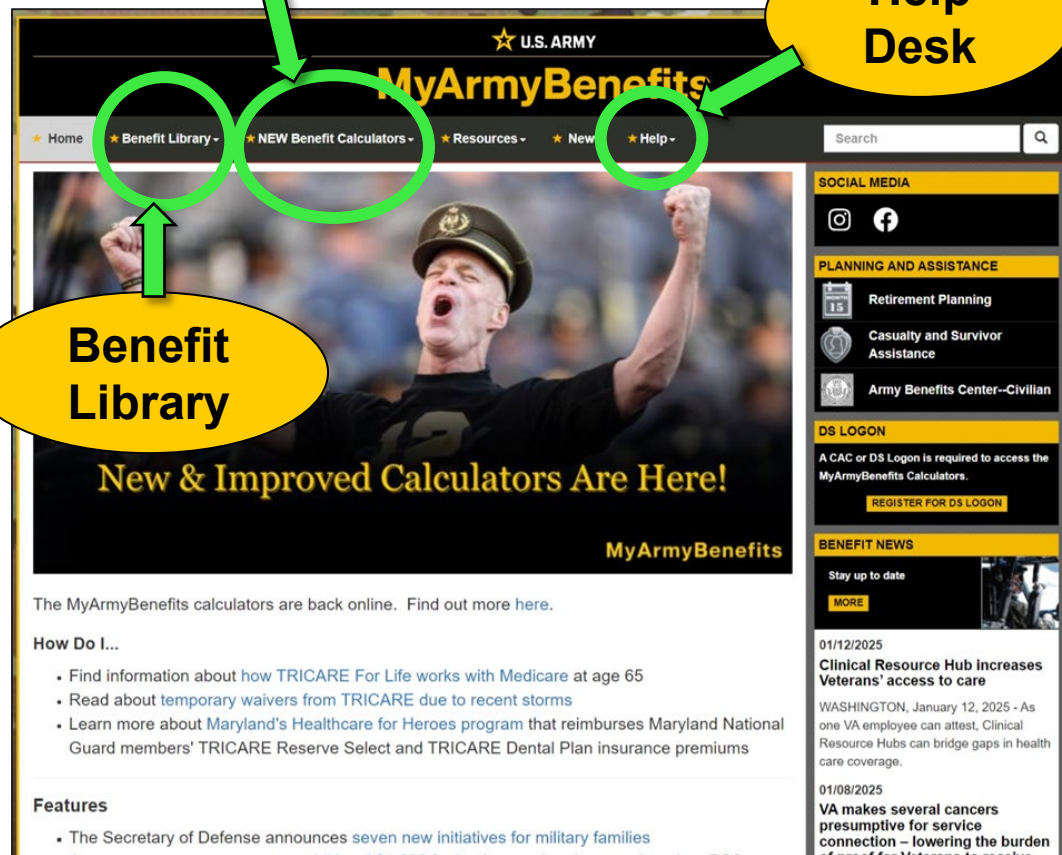 Help
Desk
U.S. ARMY
MyArmyBenefits
Home
Benefit Library
NEW Benefit Calculators
Resources
New
Help
Search
Benefit
Library
New & Improved Calculators Are Here!
MyArmyBenefits
The MyArmyBenefits calculators are back online. Find out more here.
How Do I...
• Find information about how TRICARE For Life works with Medicare at age 65
• Read about temporary waivers from TRICARE due to recent storms
• Learn more about Maryland's Healthcare for Heroes program that reimburses Maryland National
Guard members' TRICARE Reserve Select and TRICARE Dental Plan insurance premiums
Features
• The Secretary of Defense announces seven new initiatives for military families
SOCIAL MEDIA
PLANNING AND ASSISTANCE
MONTH
15
Retirement Planning
Casualty and Survivor
Assistance
Army Benefits Center--Civilian
DS LOGON
A CAC or DS Logon is required to access the
MyArmyBenefits Calculators.
REGISTER FOR DS LOGON
BENEFIT NEWS
Stay up to date
MORE
01/12/2025
Clinical Resource Hub increases
Veterans' access to care
WASHINGTON, January 12, 2025 - As
one VA employee can attest, Clinical
Resource Hubs can bridge gaps in health
care coverage.
01/08/2025
VA makes several cancers
presumptive for service
connection – lowering the burden
of proof for Veterans to receive